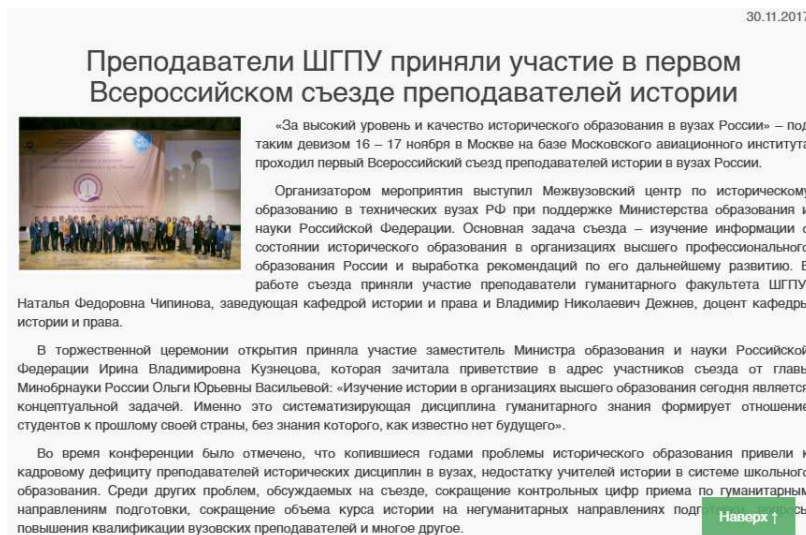 30.11.2017
Преподаватели ШГПУ приняли участие в первом
Всероссийском съезде преподавателей истории
«За высокий уровень и качество исторического образования в вузах России» – под
таким девизом 16 – 17 ноября в Москве на базе Московского авиационного института
проходил первый Всероссийский съезд преподавателей истории в вузах России.
Организатором мероприятия выступил Межвузовский центр по историческому
образованию в технических вузах РФ при поддержке Министерства образования и
науки Российской Федерации. Основная задача съезда – изучение информации о
состоянии исторического образования в организациях высшего профессионального
образования России и выработка рекомендаций по его дальнейшему развитию. В
работе съезда приняли участие преподаватели гуманитарного факультета ШГПУ
Наталья Федоровна Чипинова, заведующая кафедрой истории и права и Владимир Николаевич Дежнев, доцент кафедры
истории и права.
В торжественной церемонии открытия приняла участие заместитель Министра образования и науки Российской
Федерации Ирина Владимировна Кузнецова, которая зачитала приветствие в адрес участников съезда от главы
Минобрнауки России Ольги Юрьевны Васильевой: «Изучение истории в организациях высшего образования сегодня является
концептуальной задачей. Именно это систематизирующая дисциплина гуманитарного знания формирует отношение
студентов к прошлому своей страны, без знания которого, как известно нет будущего».
Во время конференции было отмечено, что копившиеся годами проблемы исторического образования привели к
кадровому дефициту преподавателей исторических дисциплин в вузах, недостатку учителей истории в системе школьного
образования. Среди других проблем, обсуждаемых на съезде, сокращение контрольных цифр приема по гуманитарным
направлениям подготовки, сокращение объема курса истории на негуманитарных направлениях подготовки, вопросы
повышения квалификации вузовских преподавателей и многое другое.
Наверх ↑